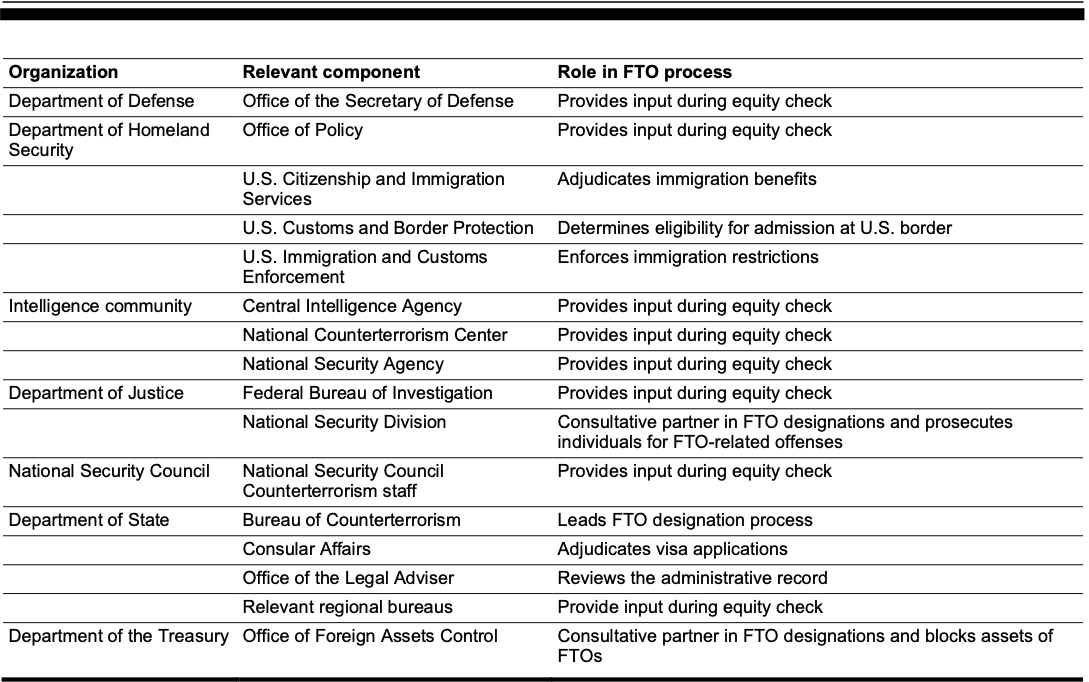 Organization Relevant component Role in FTO process
Department of Defense Office of the Secretary of Defense Provides input during equity check
Department of Homeland Office of Policy Provides input during equity check
Security
U.S. Citizenship and Immigration Adjudicates immigration benefits
Services
U.S. Customs and Border Protection Determines eligibility for admission at U.S. border
U.S. Immigration and Customs Enforces immigration restrictions
Enforcement
Intelligence community Central Intelligence Agency Provides input during equity check
National Counterterrorism Center Provides input during equity check
National Security Agency Provides input during equity check
Department of Justice Federal Bureau of Investigation Provides input during equity check
National Security Division Consultative partner in FTO designations and prosecutes
individuals for FTO-related offenses
National Security Council National Security Council Provides input during equity check
Counterterrorism staff
Department of State Bureau of Counterterrorism Leads FTO designation process
Consular Affairs Adjudicates visa applications
Office of the Legal Adviser Reviews the administrative record
Relevant regional bureaus Provide input during equity check
Department of the Treasury Office of Foreign Assets Control Consultative partner in FTO designations and blocks assets of
FTOs